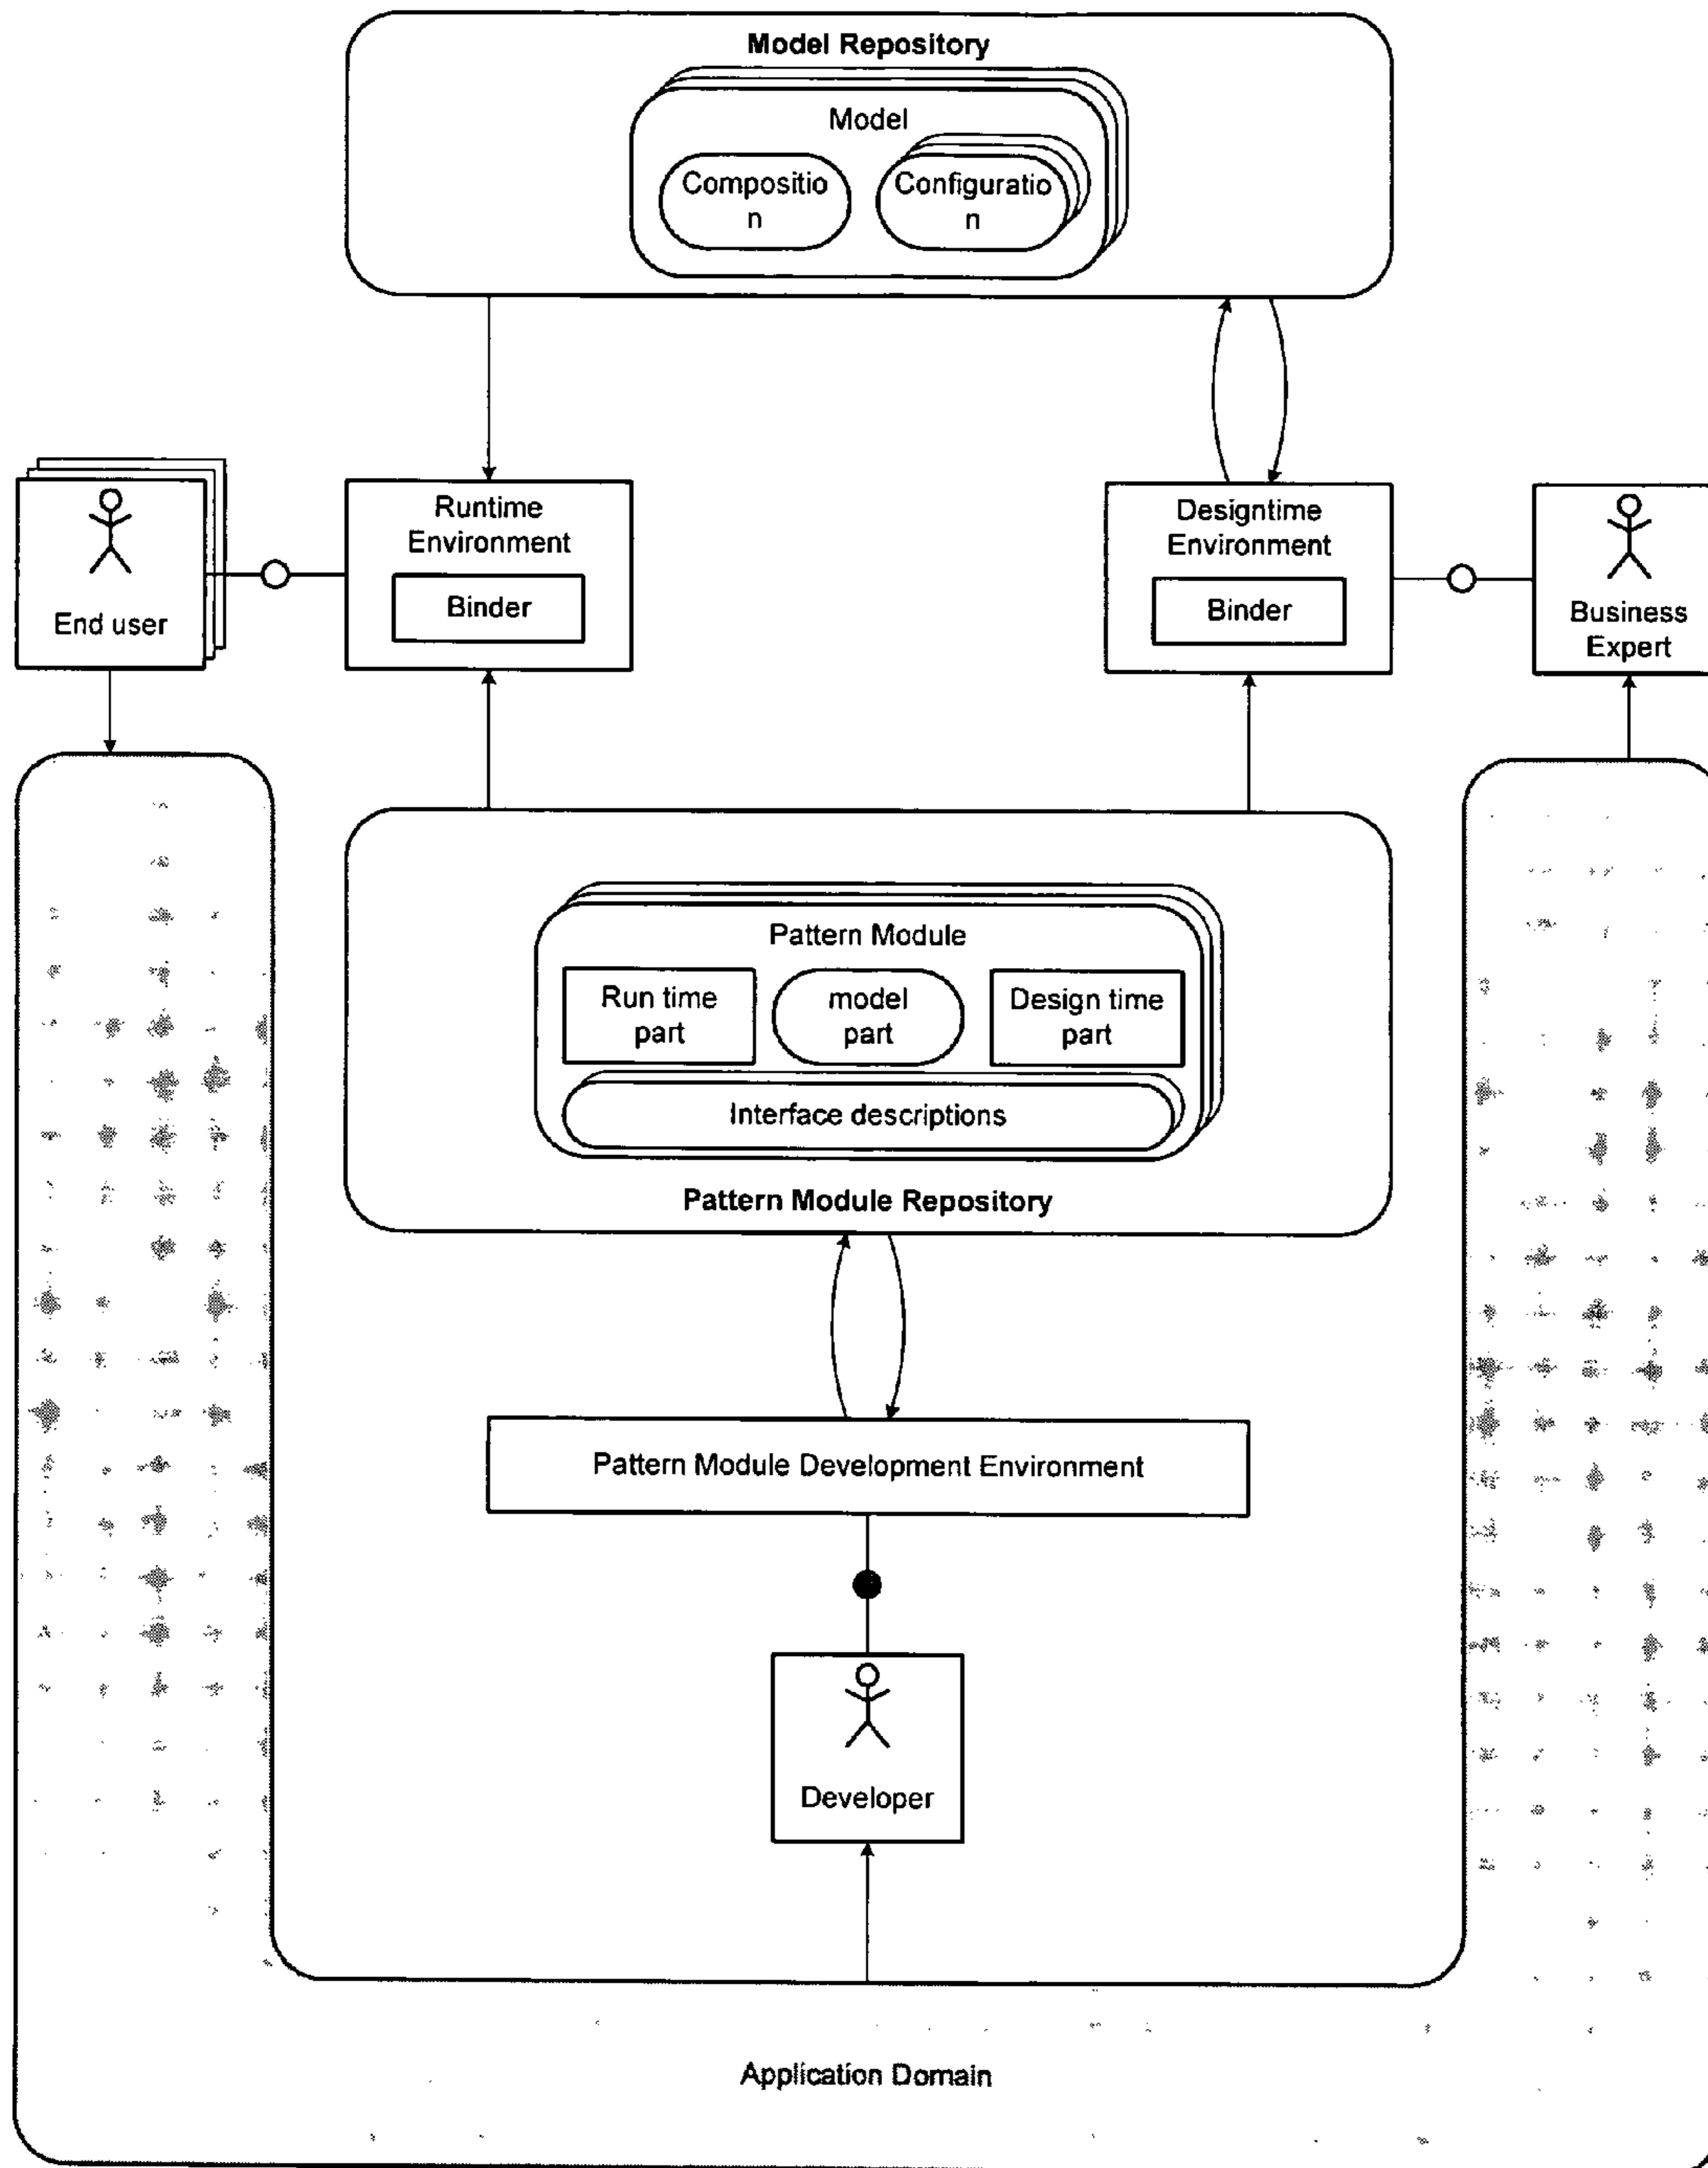 Model Repository
Model
Compositio
n
Configuratio
n
End user
Runtime
Environment
Binder
Designtime
Environment
Binder
Business
Expert
Pattern Module
Run time
part
model
part
Design time
part
Interface descriptions
Pattern Module Repository
Pattern Module Development Environment
Developer
Application Domain